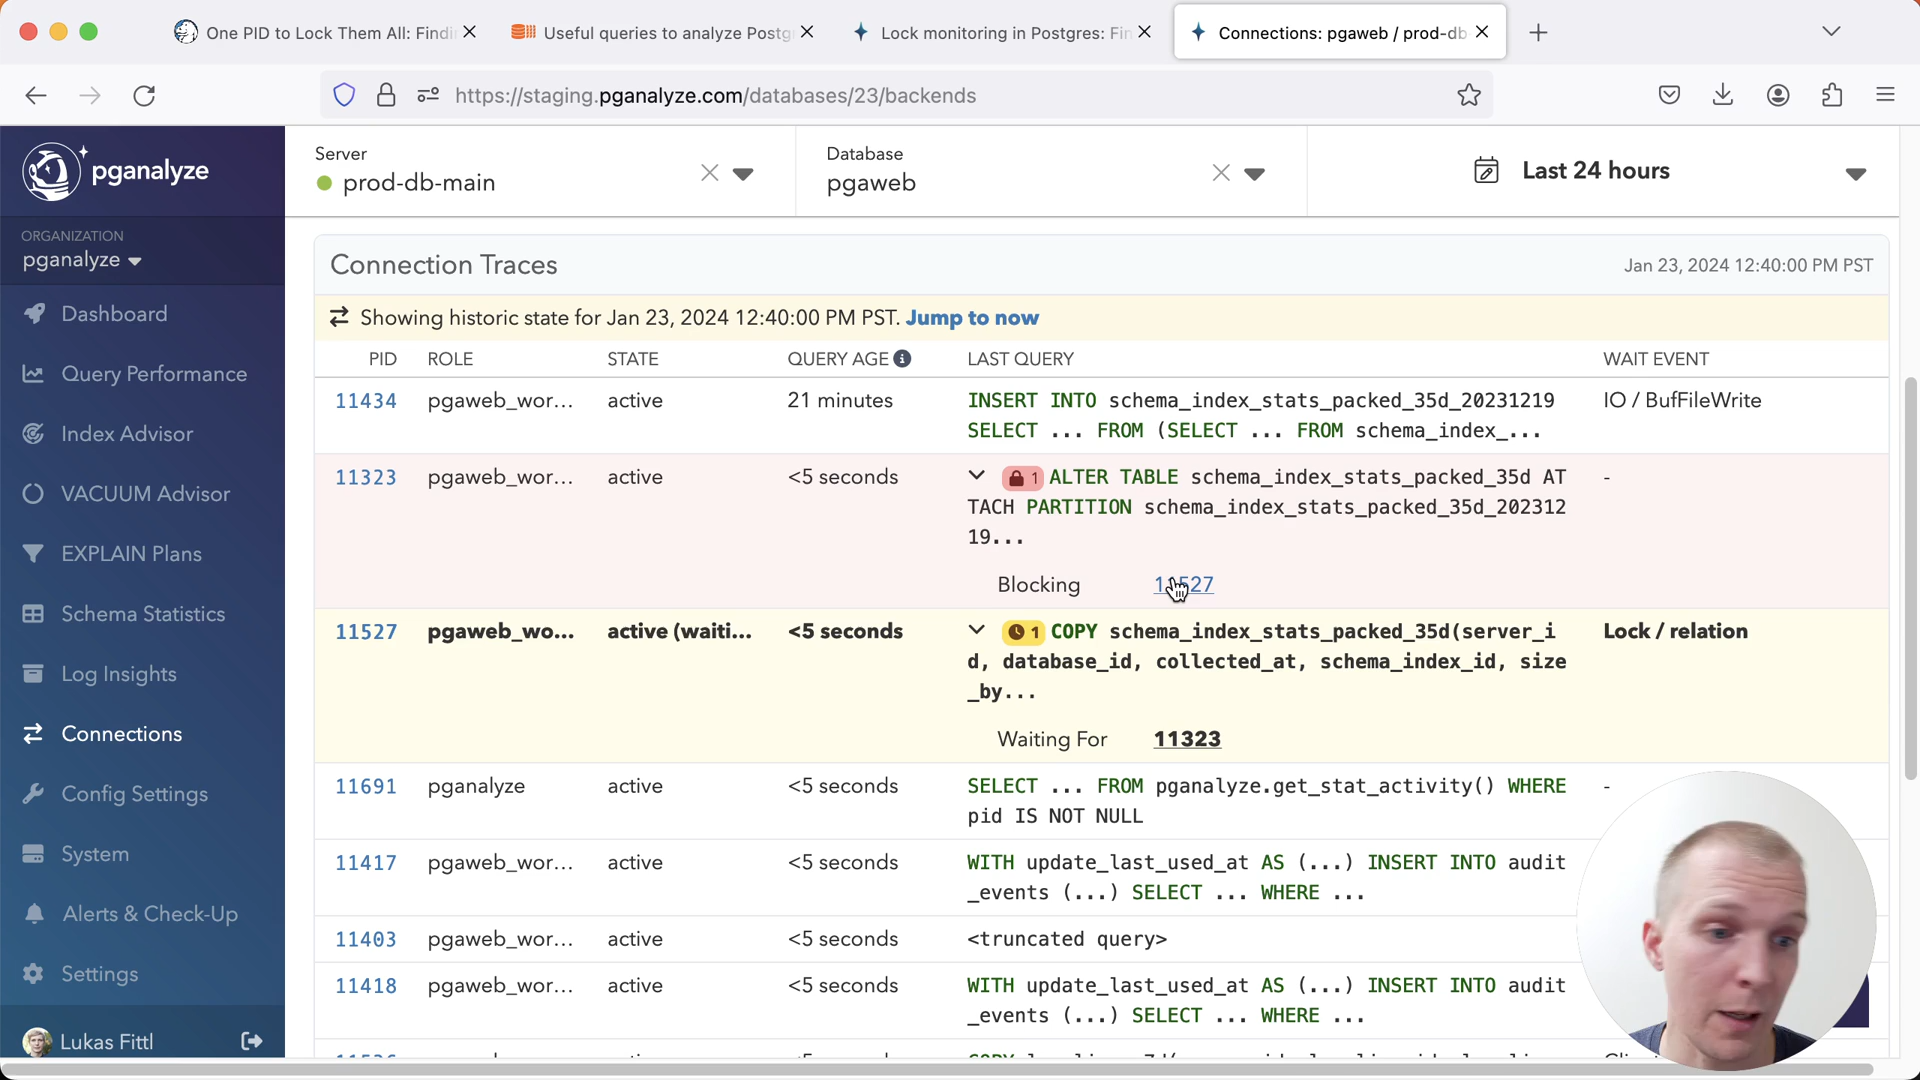 One PID to Lock Them All: Findi
Useful queries to analyze Postg
Lock monitoring in Postgres: Fin
Connections: pgaweb / prod-db
https://staging.pganalyze.com/databases/23/backends
pganalyze
ORGANIZATION
pganalyze
Dashboard
Query Performance
Index Advisor
VACUUM Advisor
EXPLAIN Plans
Schema Statistics
Log Insights
Connections
Config Settings
System
Alerts & Check-Up
Settings
Lukas Fittl
Server
prod-db-main
Database
pgaweb
Last 24 hours
Connection Traces
Jan 23, 2024 12:40:00 PM PST
Showing historic state for Jan 23, 2024 12:40:00 PM PST. Jump to now
PID ROLE STATE QUERY AGE LAST QUERY WAIT EVENT
11434 pgaweb_wor... active 21 minutes INSERT INTO schema_index_stats_packed_35d_20231219 IO / BufFileWrite
SELECT ... FROM (SELECT ... FROM schema_index_...
11323 pgaweb_wor... active <5 seconds 1 ALTER TABLE schema_index_stats_packed_35d AT -
TACH PARTITION schema_index_stats_packed_35d_202312
19...
Blocking 11527
11527 pgaweb_wo... active (waiti... <5 seconds 1 COPY schema_index_stats_packed_35d(server_i Lock / relation
d, database_id, collected_at, schema_index_id, size
_by...
Waiting For 11323
11691 pganalyze active <5 seconds SELECT ... FROM pganalyze.get_stat_activity() WHERE -
pid IS NOT NULL
11417 pgaweb_wor... active <5 seconds WITH update_last_used_at AS (...) INSERT INTO audit
_events (...) SELECT ... WHERE ...
11403 pgaweb_wor... active <5 seconds <truncated query>
11418 pgaweb_wor... active <5 seconds WITH update_last_used_at AS (...) INSERT INTO audit
_events (...) SELECT ... WHERE ...